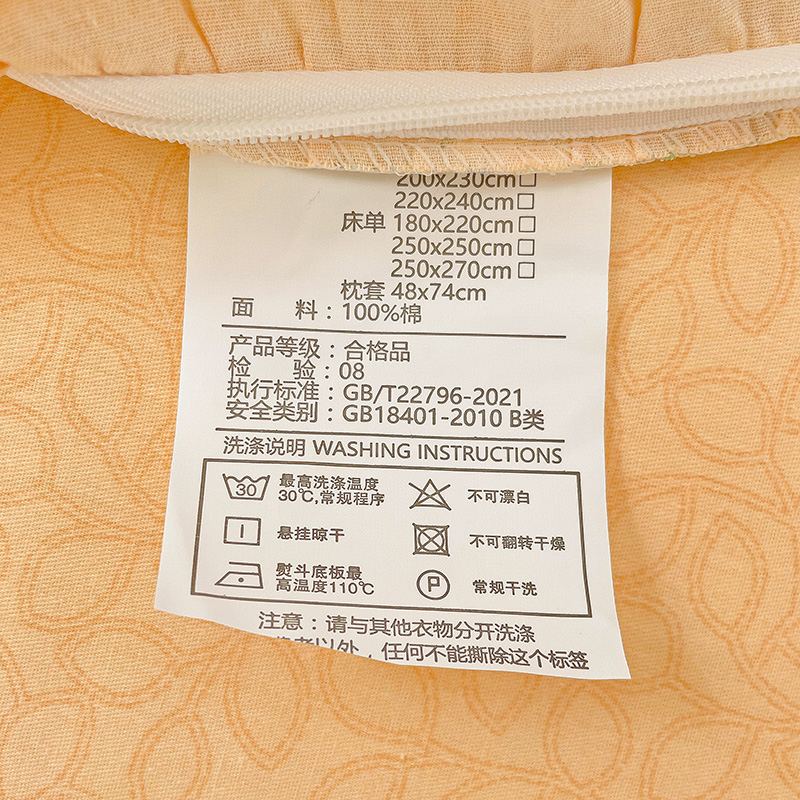 200x230cm□
220x240cm□
床单 180x220cm□
250x250cm□
250x270cm□
枕套 48x74cm
面 料：100%棉
产品等级：合格品
检 验：08
执行标准：GB/T22796-2021
安全类别：GB18401-2010 B类
洗涤说明 WASHING INSTRUCTIONS
30 最高洗涤温度
30℃,常规程序
不可漂白
悬挂晾干
不可翻转干燥
熨斗底板最
高温度110℃
P 常规干洗
注意：请与其他衣物分开洗涤
者以外，任何不能撕除这个标签